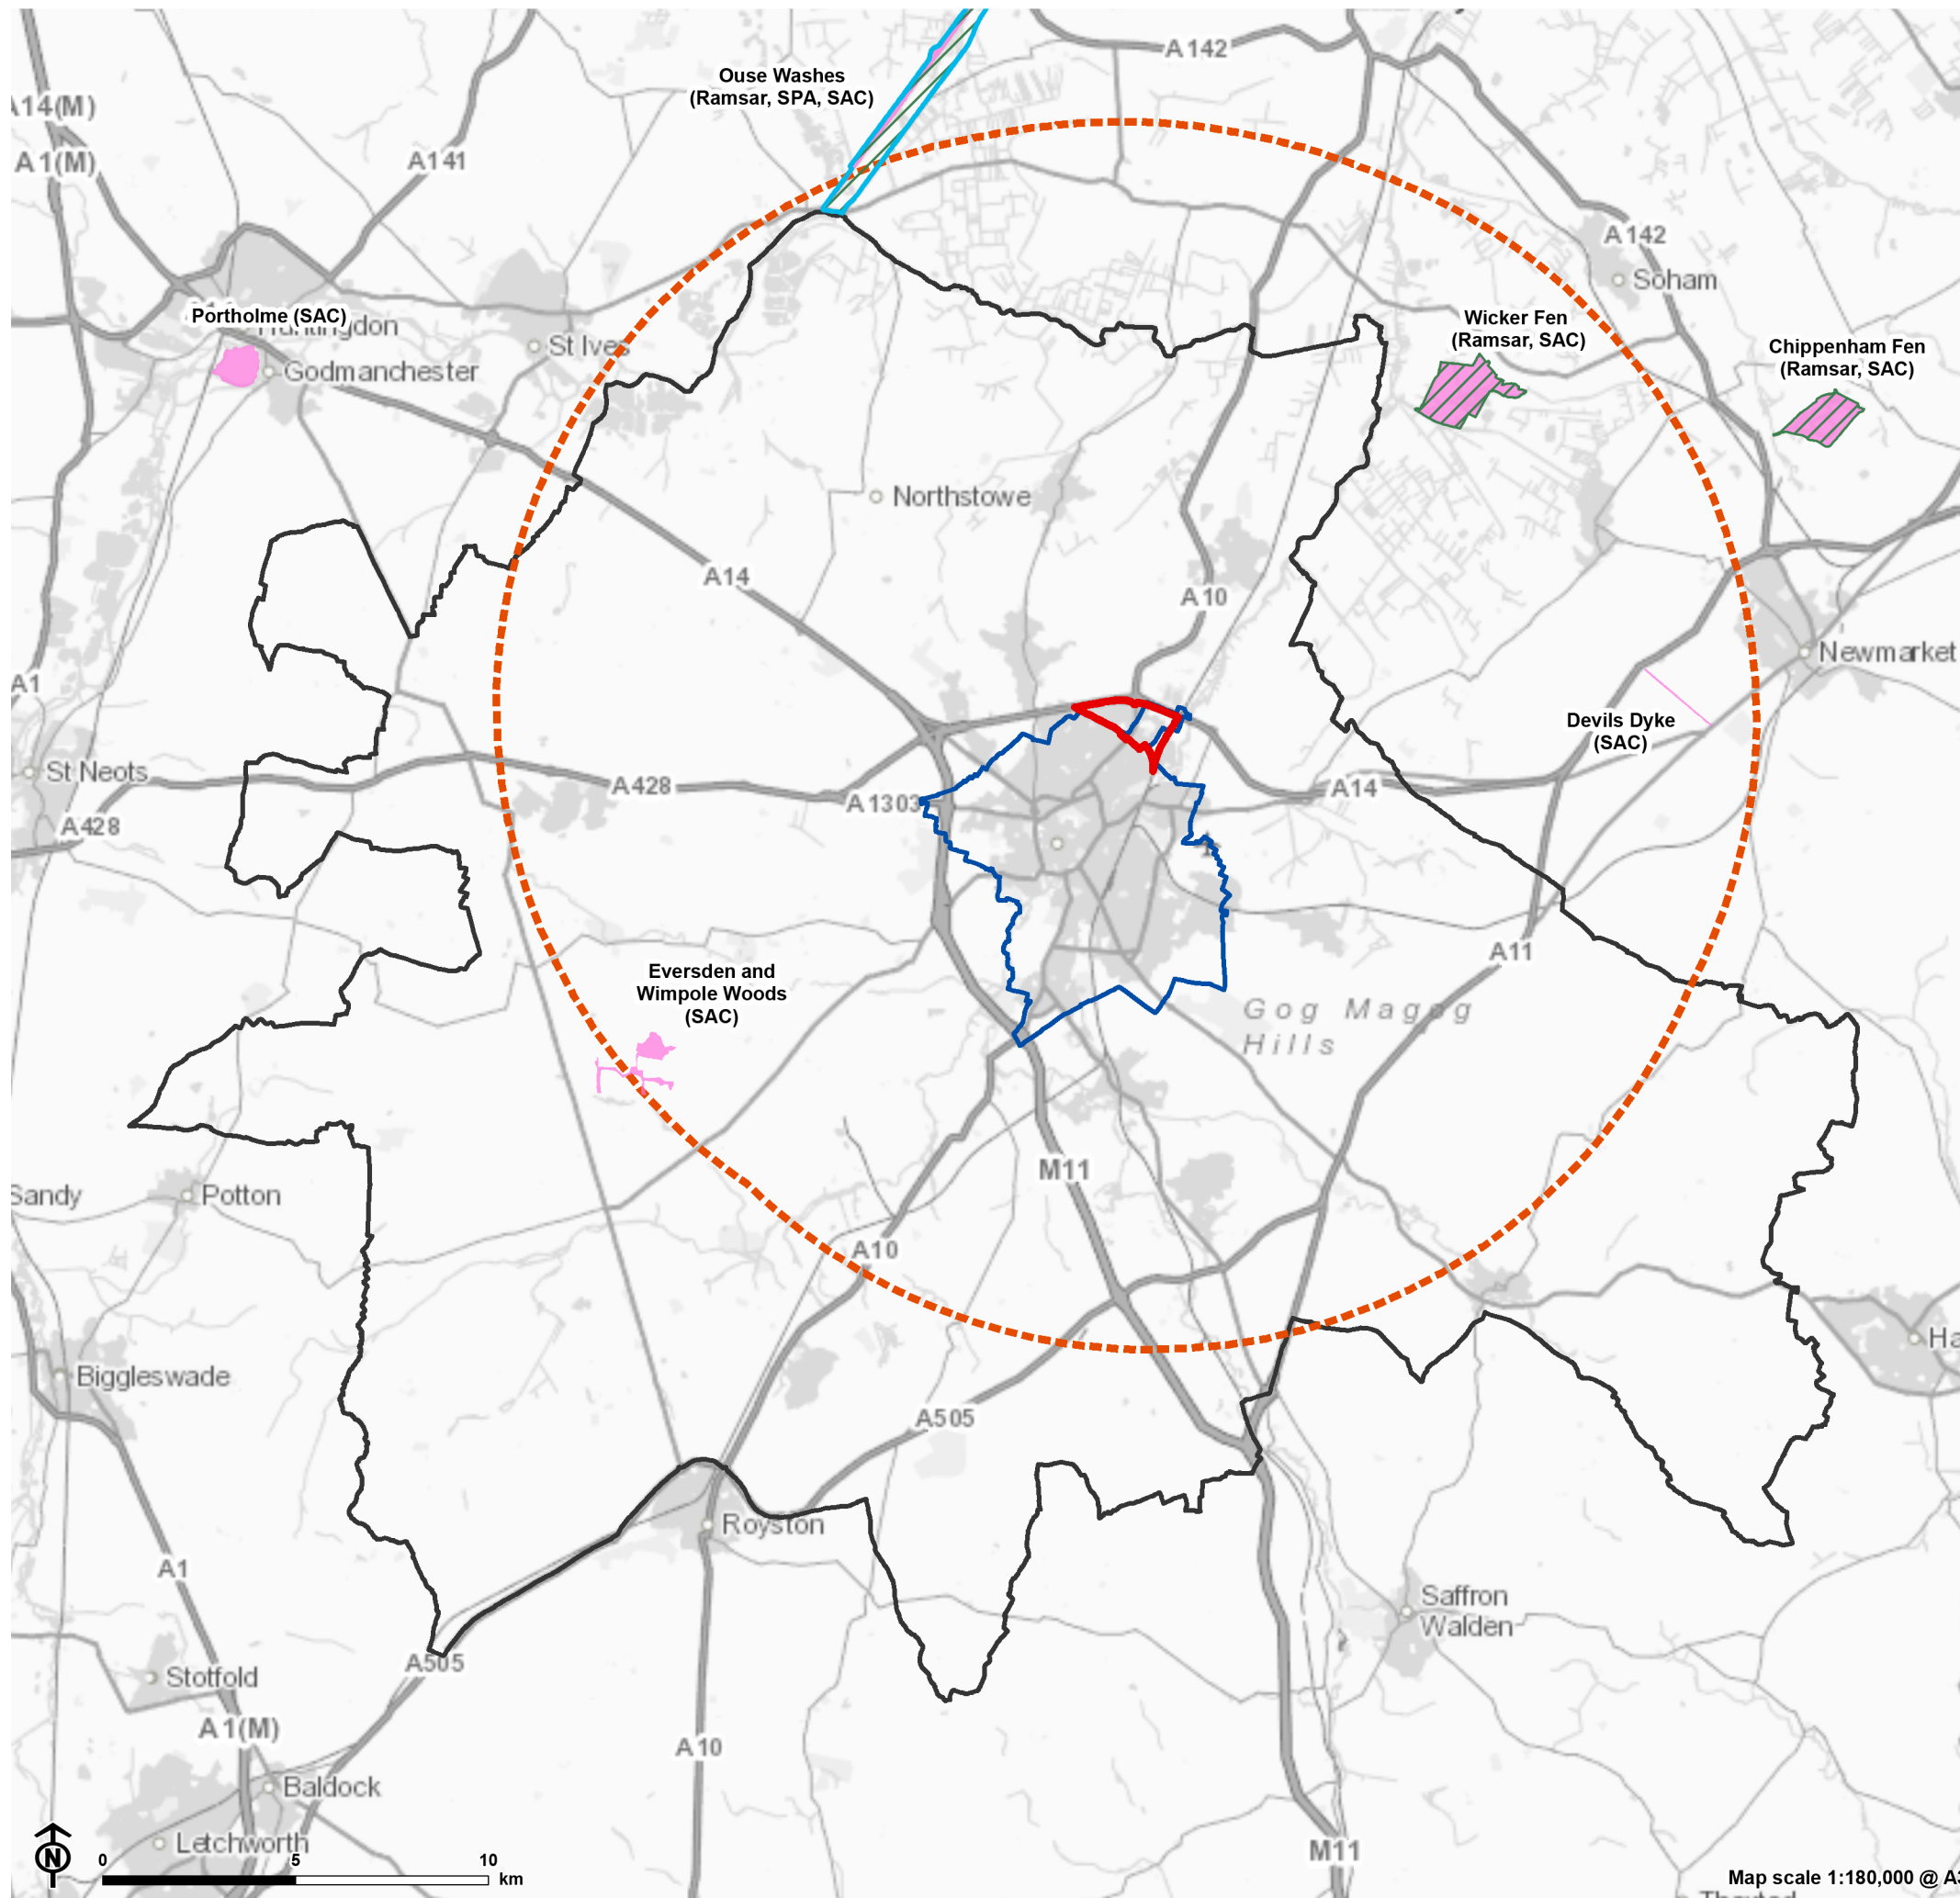 A142
Ouse Washes
(Ramsar, SPA, SAC)
A14(M)
A1(M)
A141
A142
Soham
Portholme (SAC)
Huntingdon
St Ives
Godmanchester
Wicker Fen
(Ramsar, SAC)
Chippenham Fen
(Ramsar, SAC)
Northstowe
A14
A10
Newmarket
A1
Devils Dyke
(SAC)
St Neots
A428
A1303
A14
A428
A11
Eversden and
Wimpole Woods
(SAC)
Gog Magog
Hills
M11
Sandy
Potton
A10
Biggleswade
Ha
A505
Royston
A1
Saffron
Walden
A505
Stotfold
A1(M)
A10
Baldock
Letchworth
M11
N
0 5 10
km
Map scale 1:180,000 @ A3